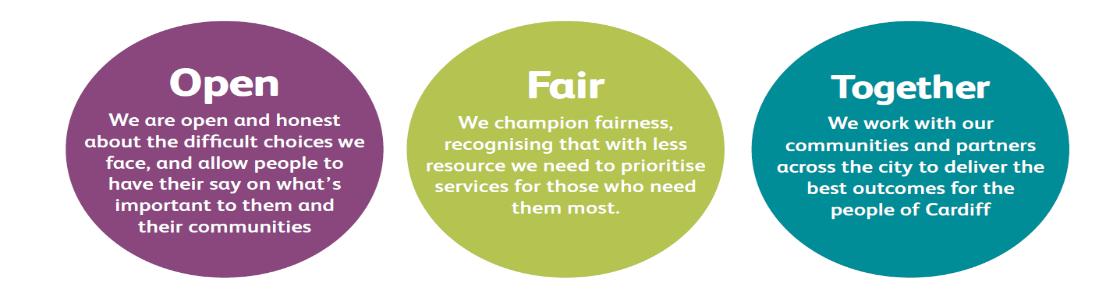 Open
We are open and honest
about the difficult choices we
face, and allow people to
have their say on what’s
important to them and
their communities
Fair
We champion fairness,
recognising that with less
resource we need to prioritise
services for those who need
them most.
Together
We work with our
communities and partners
across the city to deliver the
best outcomes for the
people of Cardiff